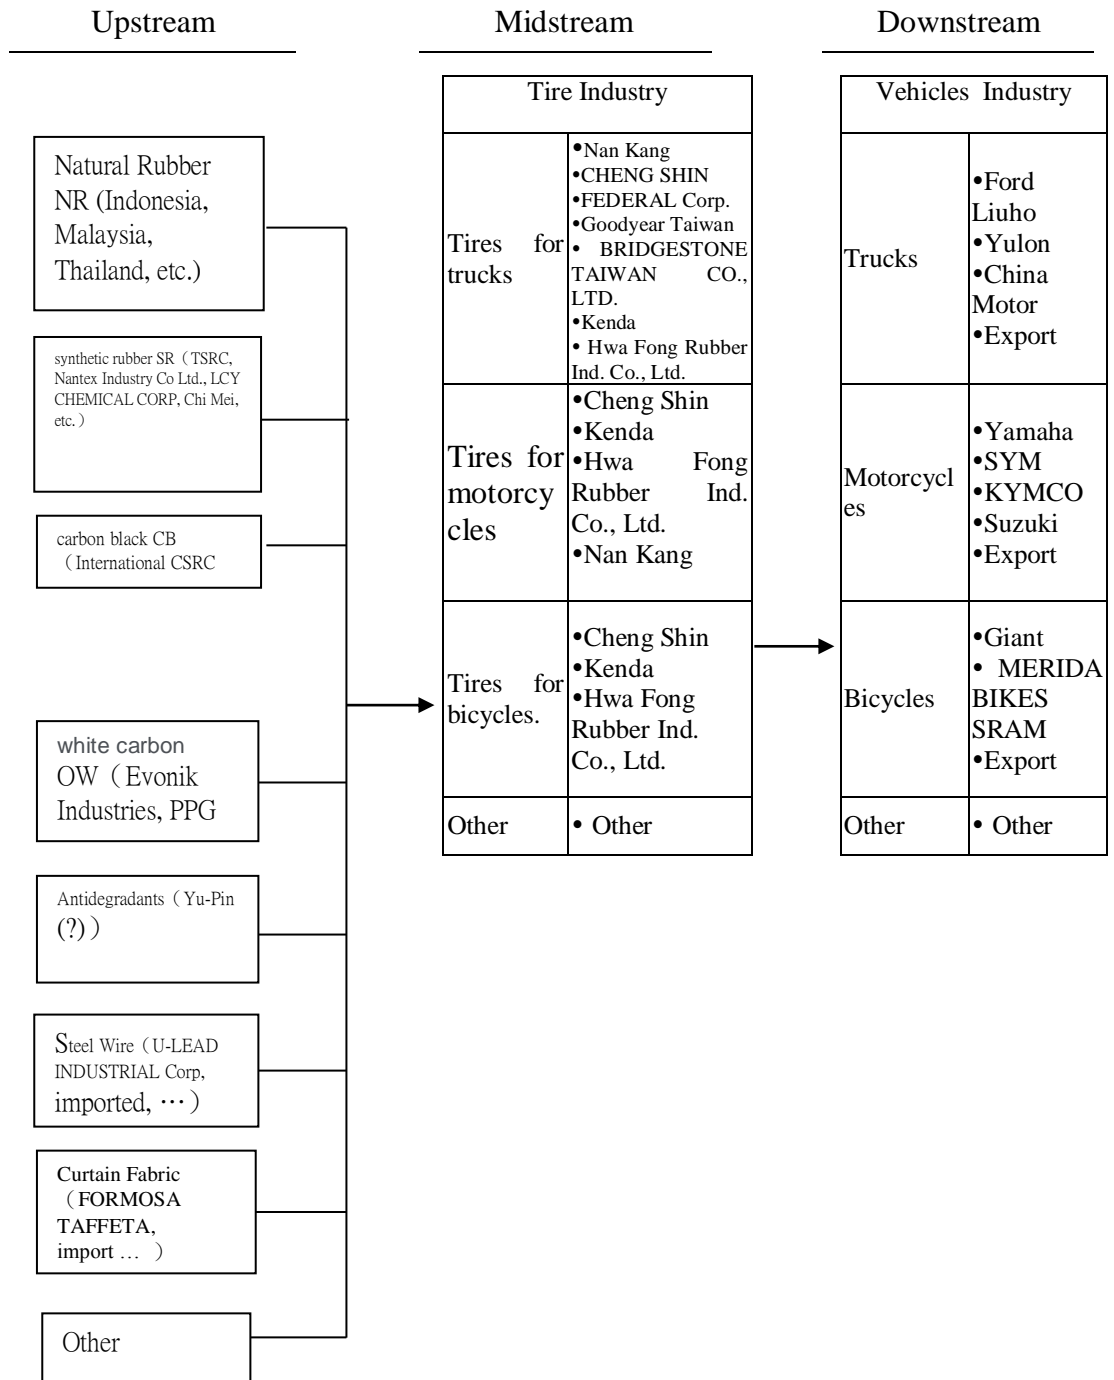 Upstream
Midstream
Downstream
Natural Rubber
NR (Indonesia,
Malaysia,
Thailand, etc.)
synthetic rubber SR（TSRC,
Nantex Industry Co Ltd., LCY
CHEMICAL CORP, Chi Mei,
etc.）
carbon black CB
（International CSRC
white carbon
OW（Evonik
Industries, PPG
Antidegradants（Yu-Pin
(?)）
Steel Wire（U-LEAD
INDUSTRIAL Corp,
imported, …）
Curtain Fabric
（FORMOSA
TAFFETA,
import … ）
Other
Tire Industry
Tires for
trucks
•Nan Kang
•CHENG SHIN
•FEDERAL Corp.
•Goodyear Taiwan
• BRIDGESTONE
TAIWAN CO.,
LTD.
•Kenda
• Hwa Fong Rubber
Ind. Co., Ltd.
Tires for
motorcy
cles
•Cheng Shin
•Kenda
•Hwa Fong
Rubber Ind.
Co., Ltd.
•Nan Kang
Tires for
bicycles.
•Cheng Shin
•Kenda
•Hwa Fong
Rubber Ind.
Co., Ltd.
Other
• Other
Vehicles Industry
Trucks
•Ford
Liuho
•Yulon
•China
Motor
•Export
Motorcycl
es
•Yamaha
•SYM
•KYMCO
•Suzuki
•Export
Bicycles
•Giant
• MERIDA
BIKES
SRAM
•Export
Other
• Other